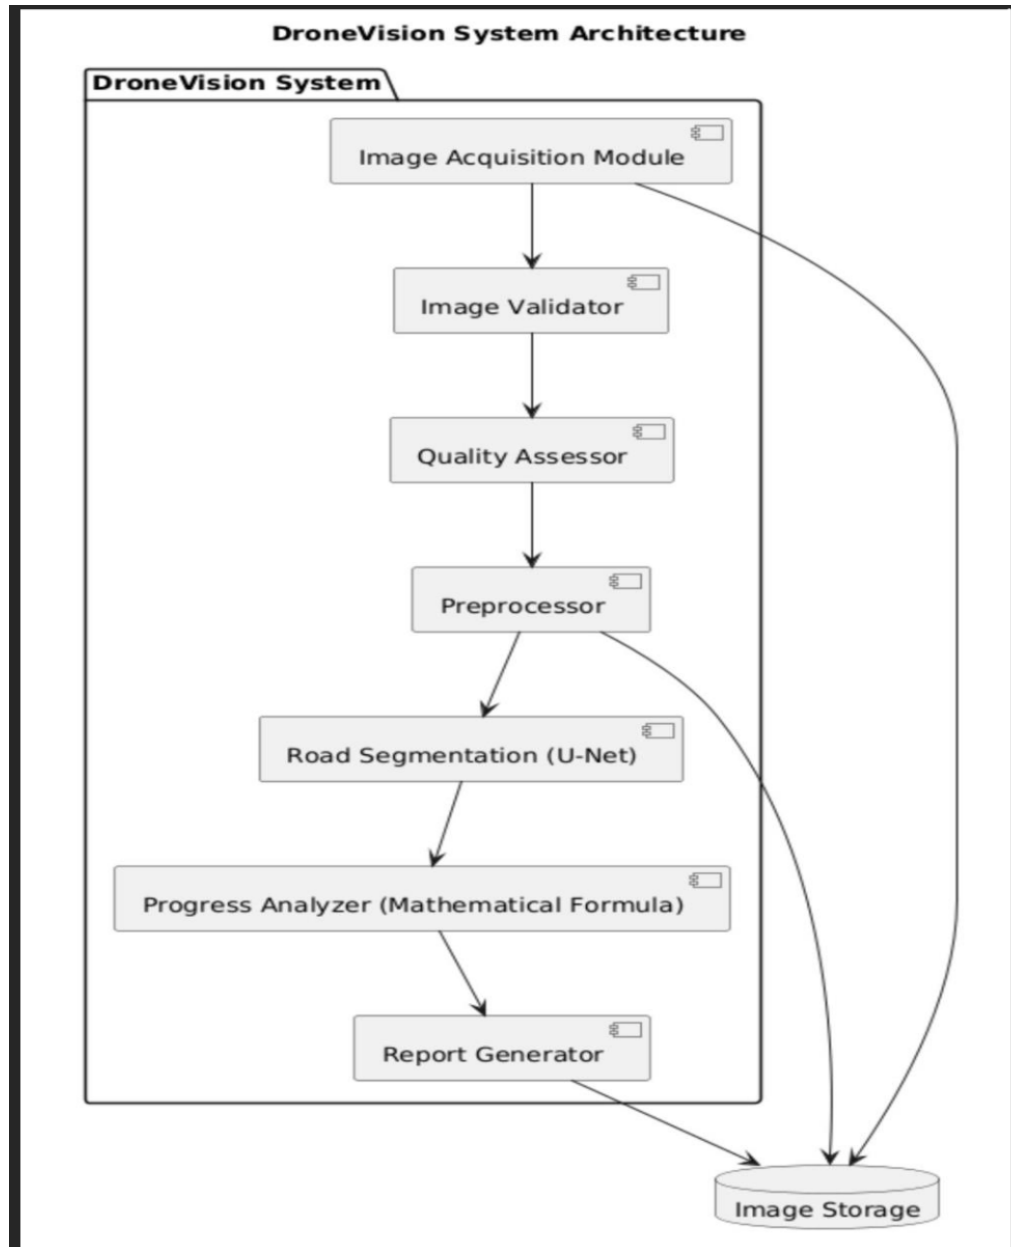 DroneVision System Architecture
DroneVision System
Image Acquisition Module
Image Validator
Quality Assessor
Preprocessor
Road Segmentation (U-Net)
Progress Analyzer (Mathematical Formula)
Report Generator
Image Storage